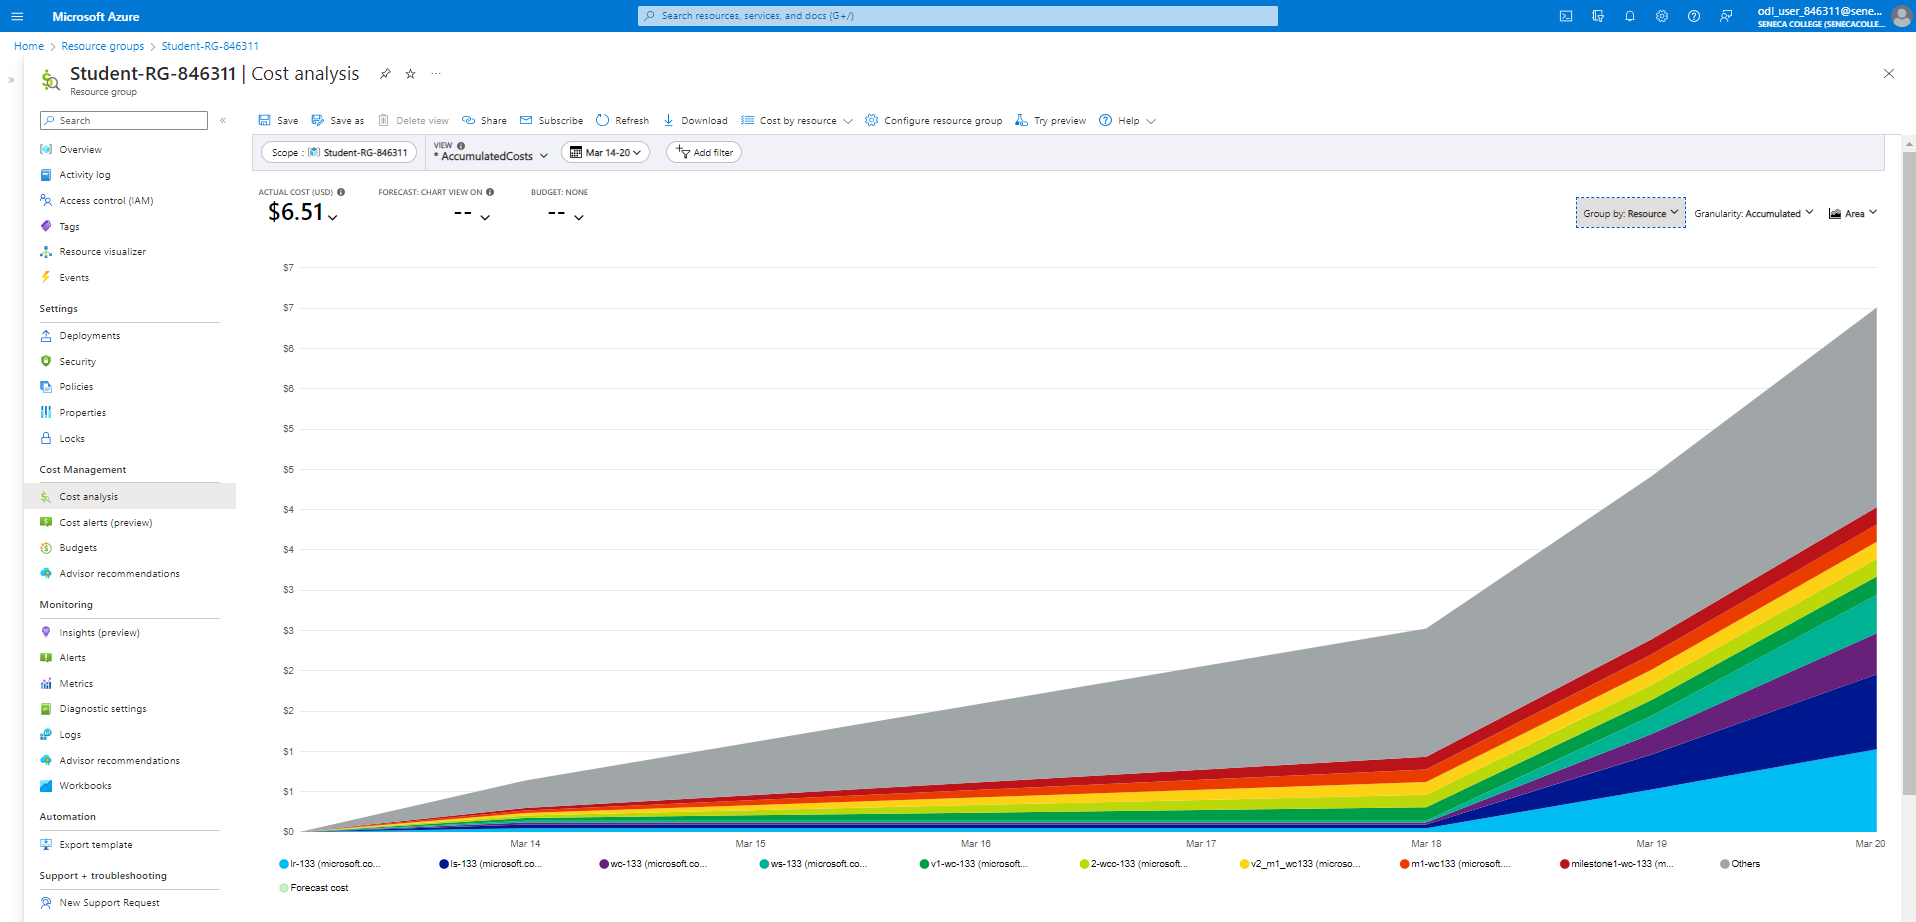 Microsoft Azure
Search resources, services, and docs (G+/)
odl_user_846311@sene...
SENECA COLLEGE (SENECACOLLE...
Home > Resource groups > Student-RG-846311
Student-RG-846311 | Cost analysis
Resource group
Search
Overview
Activity log
Access control (IAM)
Tags
Resource visualizer
Events
Settings
Deployments
Security
Policies
Properties
Locks
Cost Management
Cost analysis
Cost alerts (preview)
Budgets
Advisor recommendations
Monitoring
Insights (preview)
Alerts
Metrics
Diagnostic settings
Logs
Advisor recommendations
Workbooks
Automation
Export template
Support + troubleshooting
New Support Request
Save Save as Delete view Share Subscribe Refresh Download Cost by resource Configure resource group Try preview Help
Scope : Student-RG-846311
VIEW
* AccumulatedCosts
Mar 14-20
Add filter
ACTUAL COST (USD)
$6.51
FORECAST: CHART VIEW ON
--
BUDGET: NONE
--
Group by: Resource
Granularity: Accumulated
Area
$7
$7
$6
$6
$5
$5
$4
$4
$3
$3
$2
$2
$1
$1
$0
Mar 14 Mar 15 Mar 16 Mar 17 Mar 18 Mar 19 Mar 20
lr-133 (microsoft.co... ls-133 (microsoft.co... wc-133 (microsoft.co... ws-133 (microsoft.co... v1-wc-133 (microsoft... 2-wcc-133 (microsoft... v2_m1_wc133 (microso... m1-wc133 (microsoft.... milestone1-wc-133 (m... Others
Forecast cost